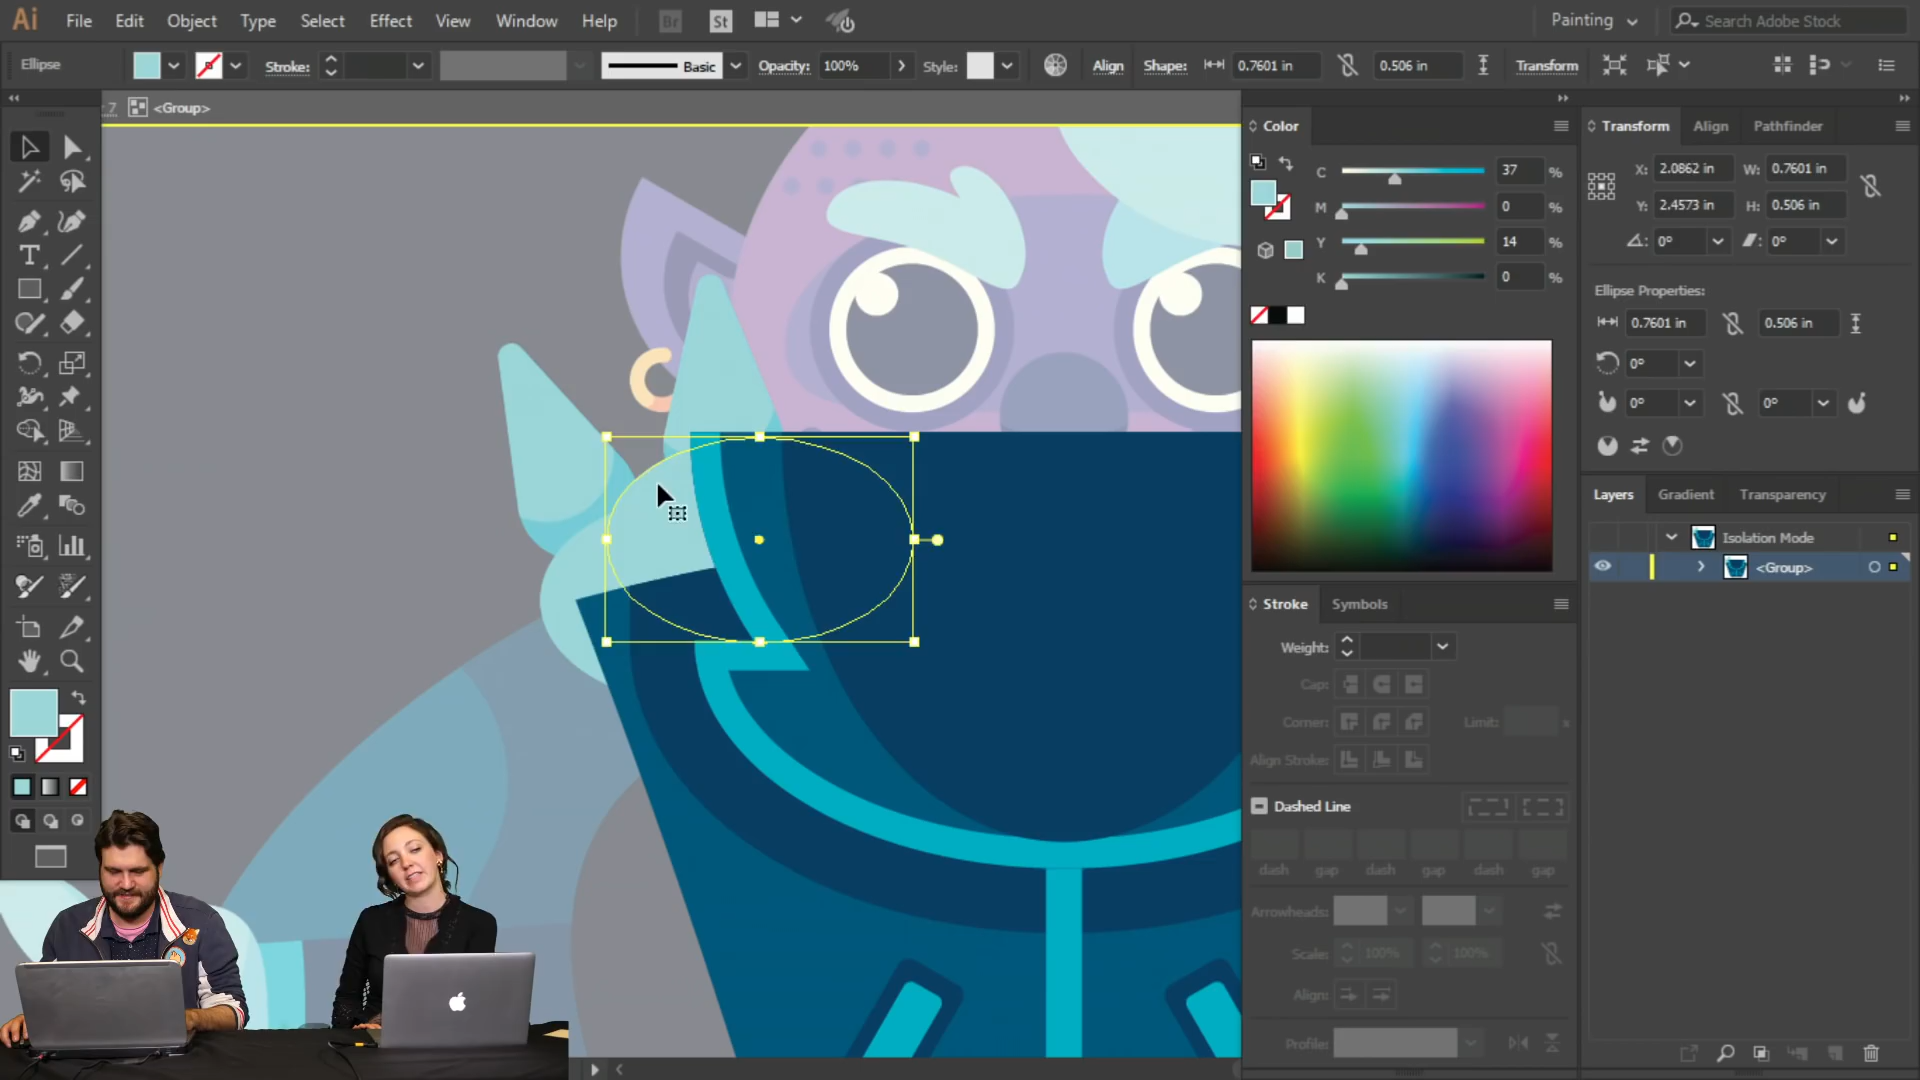 Ai File Edit Object Type Select Effect View Window Help Br St Painting Search Adobe Stock
Ellipse Stroke: Basic Opacity: 100% Style: Align Shape: 0.7601 in 0.506 in Transform
7 <Group>
Color
C 37 %
M 0 %
Y 14 %
K 0 %
Transform Align Pathfinder
X: 2.0862 in W: 0.7601 in
Y: 2.4573 in H: 0.506 in
0° 0°
Ellipse Properties:
0.7601 in 0.506 in
0°
0° 0°
Layers Gradient Transparency
Isolation Mode
<Group>
Stroke Symbols
Weight:
Cap:
Corner: Limit: x
Align Stroke:
Dashed Line
dash gap dash gap dash gap
Arrowheads:
Scale: 100% 100%
Align:
Profile: